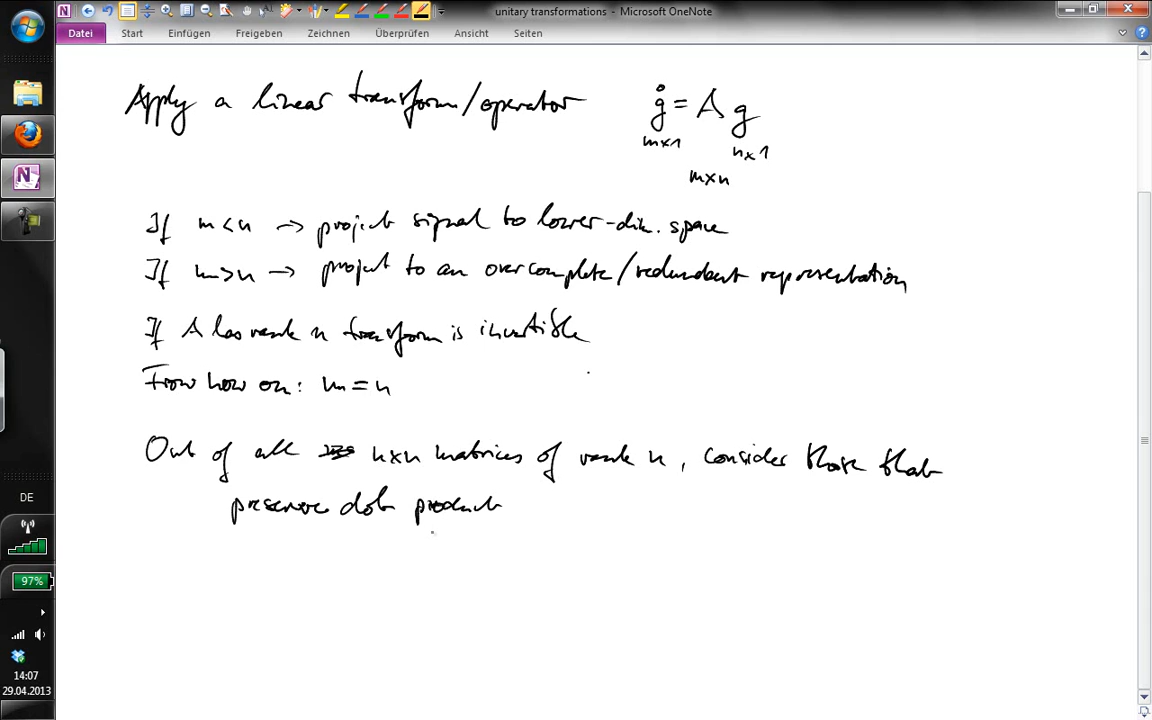 unitary transformations - Microsoft OneNote
Datei Start Einfügen Freigeben Zeichnen Überprüfen Ansicht Seiten
Apply a linear transform/operator g̊ = A g
m×1 n×1
m×n
If m<n → project signal to lower-dim. space
If m>n → project to an overcomplete/redundant representation
If A has rank n transform is invertible
From now on: m=n
Out of all n×n matrices of rank n, consider those that
preserve dot product
DE
97%
14:07
29.04.2013